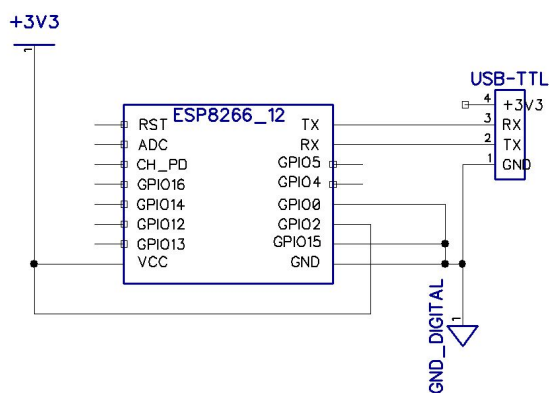 +3V3
1
USB-TTL
4 +3V3
3 RX
2 TX
1 GND
ESP8266_12
RST TX
ADC RX
CH_PD GPIO5
GPIO16 GPIO4
GPIO14 GPIO0
GPIO12 GPIO2
GPIO13 GPIO15
VCC GND
GND_DIGITAL
1